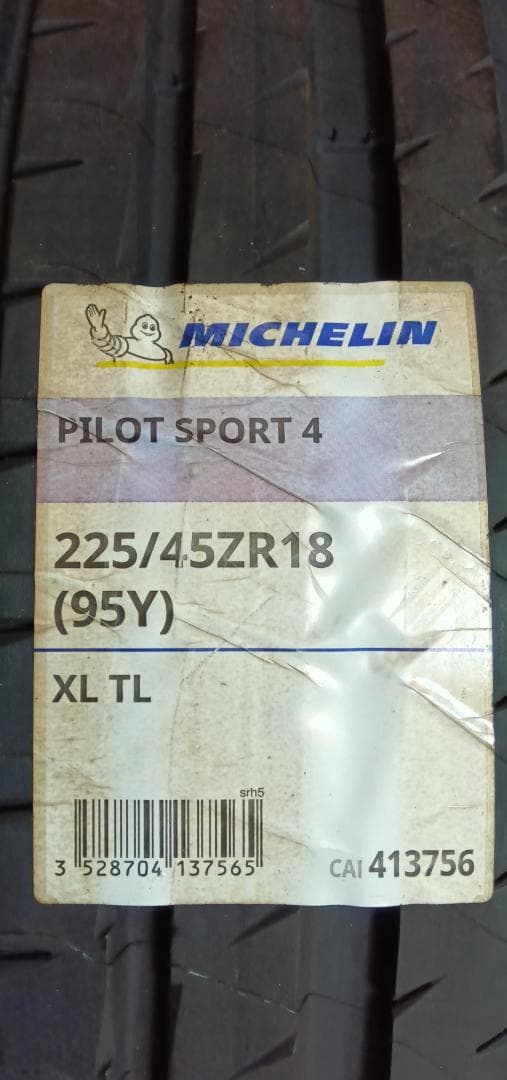 MICHELIN
PILOT SPORT 4
225/45ZR18
(95Y)
XL TL
srh5
3 528704 137565
CAI 413756